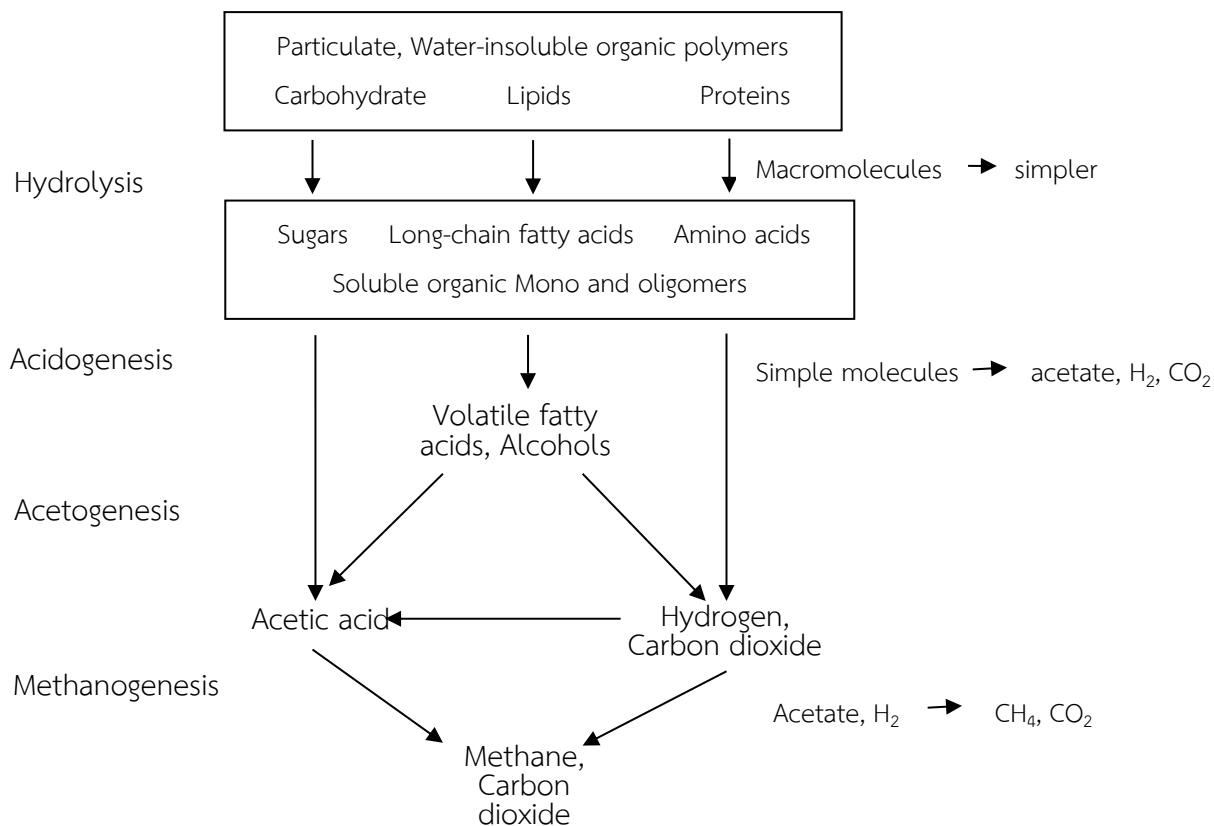 Particulate, Water-insoluble organic polymers
Carbohydrate Lipids Proteins
Hydrolysis
Macromolecules simpler
Sugars Long-chain fatty acids Amino acids
Soluble organic Mono and oligomers
Acidogenesis
Simple molecules acetate, H₂, CO₂
Volatile fatty
acids, Alcohols
Acetogenesis
Acetic acid
Hydrogen,
Carbon dioxide
Methanogenesis
Acetate, H₂ CH₄, CO₂
Methane,
Carbon
dioxide